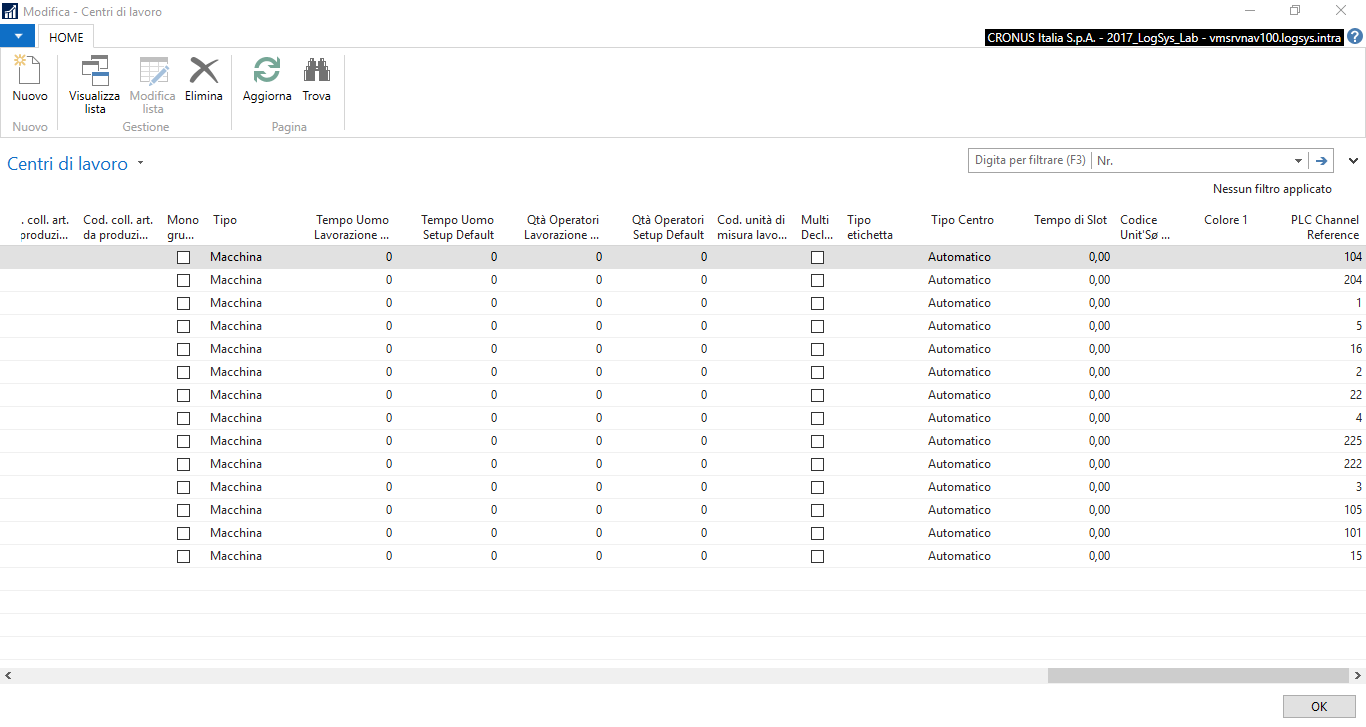 Modifica - Centri di lavoro
HOME
CRONUS Italia S.p.A. - 2017_LogSys_Lab - vmsrvnav100.logsys.intra
Nuovo
Visualizza lista
Modifica lista
Elimina
Aggiorna
Trova
Nuovo
Gestione
Pagina
Centri di lavoro
Digita per filtrare (F3) Nr.
Nessun filtro applicato
. coll. art. Cod. coll. art. Mono Tipo Tempo Uomo Tempo Uomo Qtà Operatori Qtà Operatori Cod. unità di Multi Tipo Tipo Centro Tempo di Slot Codice Colore 1 PLC Channel
produzi... da produzi... gru... Lavorazione ... Setup Default Lavorazione ... Setup Default misura lavo... Decl... etichetta Unit'Sø ... Reference
Macchina 0 0 0 0 Automatico 0,00 104
Macchina 0 0 0 0 Automatico 0,00 204
Macchina 0 0 0 0 Automatico 0,00 1
Macchina 0 0 0 0 Automatico 0,00 5
Macchina 0 0 0 0 Automatico 0,00 16
Macchina 0 0 0 0 Automatico 0,00 2
Macchina 0 0 0 0 Automatico 0,00 22
Macchina 0 0 0 0 Automatico 0,00 4
Macchina 0 0 0 0 Automatico 0,00 225
Macchina 0 0 0 0 Automatico 0,00 222
Macchina 0 0 0 0 Automatico 0,00 3
Macchina 0 0 0 0 Automatico 0,00 105
Macchina 0 0 0 0 Automatico 0,00 101
Macchina 0 0 0 0 Automatico 0,00 15
OK